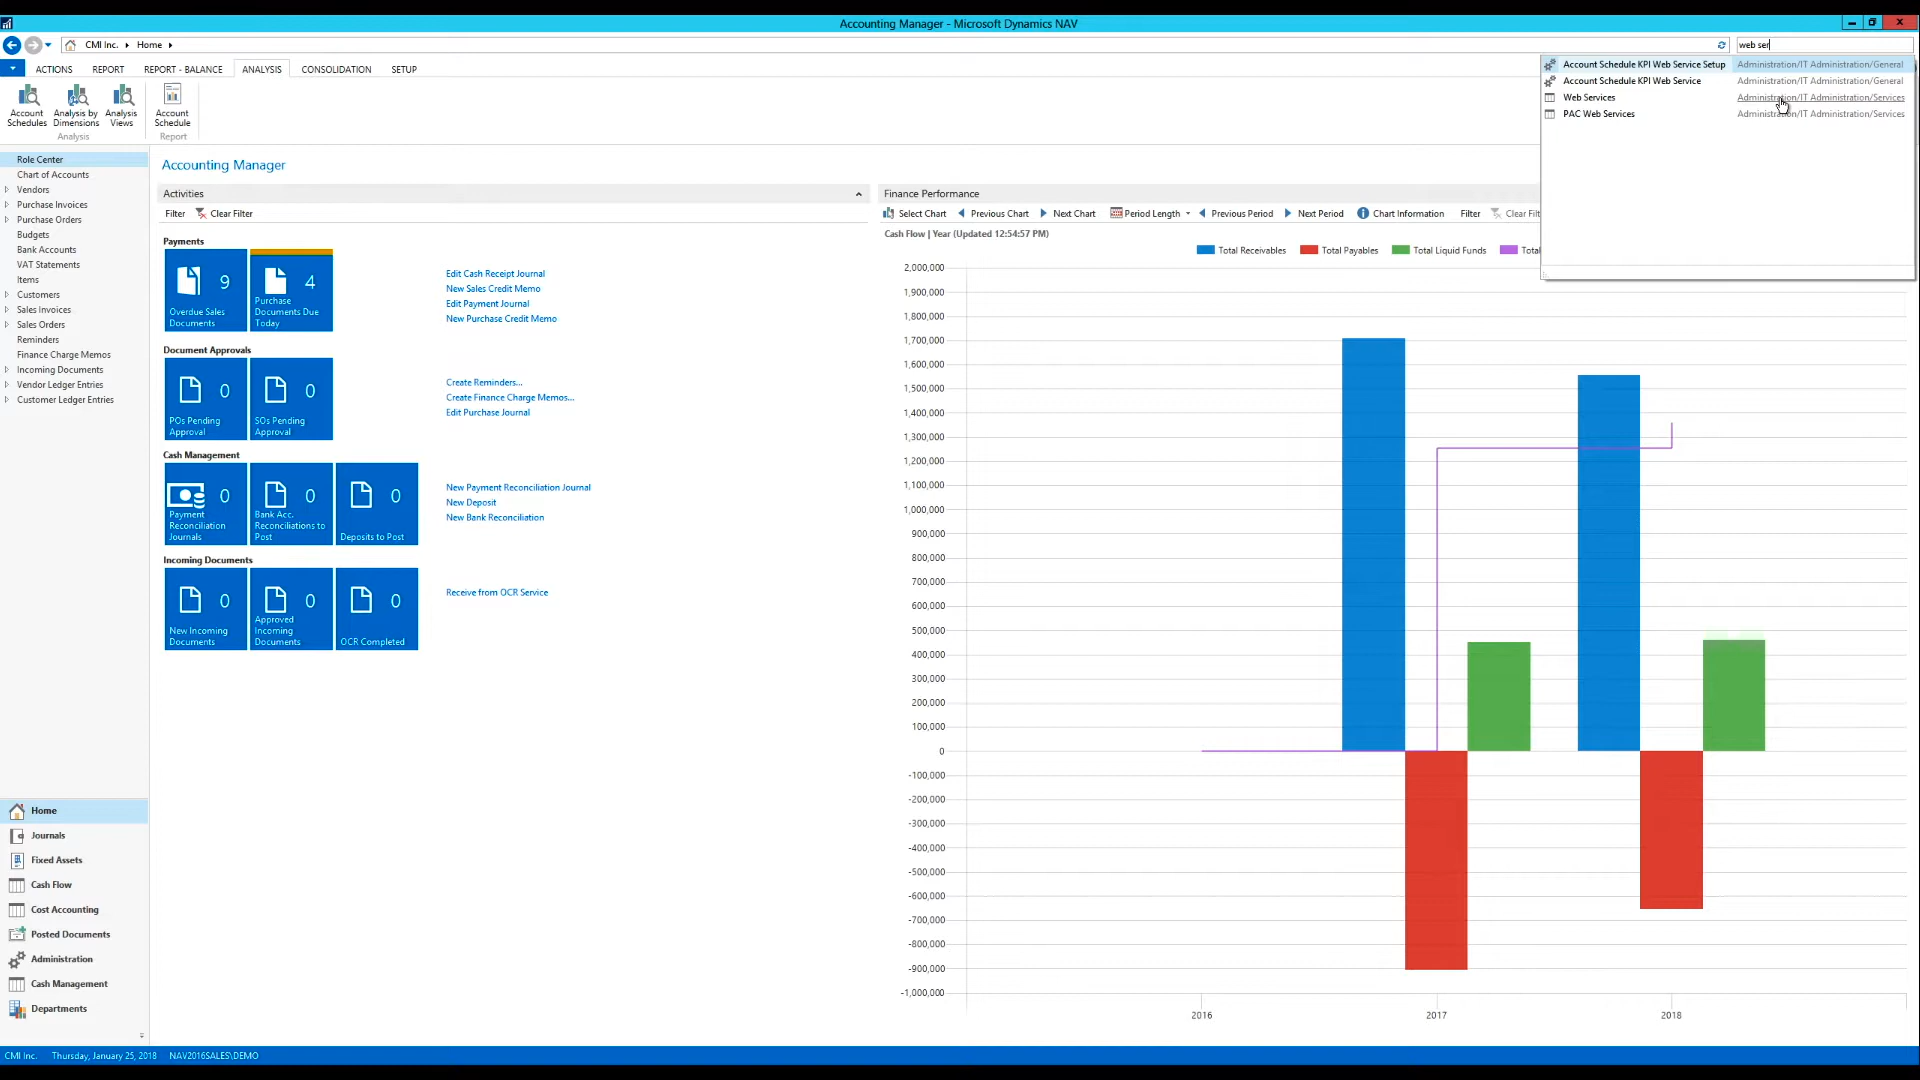 Accounting Manager - Microsoft Dynamics NAV
CMI Inc. Home
web ser
ACTIONS REPORT REPORT - BALANCE ANALYSIS CONSOLIDATION SETUP
Account Schedules
Analysis by Dimensions
Analysis Views
Account Schedule
Analysis
Report
Account Schedule KPI Web Service Setup Administration/IT Administration/General
Account Schedule KPI Web Service Administration/IT Administration/General
Web Services Administration/IT Administration/Services
PAC Web Services Administration/IT Administration/Services
Role Center
Chart of Accounts
Vendors
Purchase Invoices
Purchase Orders
Budgets
Bank Accounts
VAT Statements
Items
Customers
Sales Invoices
Sales Orders
Reminders
Finance Charge Memos
Incoming Documents
Vendor Ledger Entries
Customer Ledger Entries
Home
Journals
Fixed Assets
Cash Flow
Cost Accounting
Posted Documents
Administration
Cash Management
Departments
Accounting Manager
Activities
Filter Clear Filter
Payments
9
Overdue Sales Documents
4
Purchase Documents Due Today
Edit Cash Receipt Journal
New Sales Credit Memo
Edit Payment Journal
New Purchase Credit Memo
Document Approvals
0
POs Pending Approval
0
SOs Pending Approval
Create Reminders...
Create Finance Charge Memos...
Edit Purchase Journal
Cash Management
0
Payment Reconciliation Journals
0
Bank Acc. Reconciliations to Post
0
Deposits to Post
New Payment Reconciliation Journal
New Deposit
New Bank Reconciliation
Incoming Documents
0
New Incoming Documents
0
Approved Incoming Documents
0
OCR Completed
Receive from OCR Service
Finance Performance
Select Chart Previous Chart Next Chart Period Length Previous Period Next Period Chart Information Filter Clear Filt
Cash Flow | Year (Updated 12:54:57 PM)
Total Receivables Total Payables Total Liquid Funds Total
2,000,000
1,900,000
1,800,000
1,700,000
1,600,000
1,500,000
1,400,000
1,300,000
1,200,000
1,100,000
1,000,000
900,000
800,000
700,000
600,000
500,000
400,000
300,000
200,000
100,000
0
-100,000
-200,000
-300,000
-400,000
-500,000
-600,000
-700,000
-800,000
-900,000
-1,000,000
2016 2017 2018
CMI Inc. Thursday, January 25, 2018 NAV2016SALES\DEMO